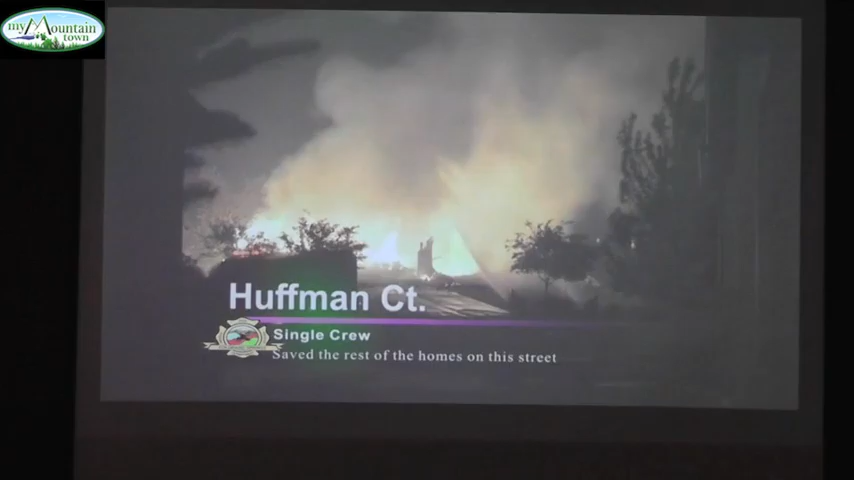 my Mountain
town
Huffman Ct.
Single Crew
Saved the rest of the homes on this street